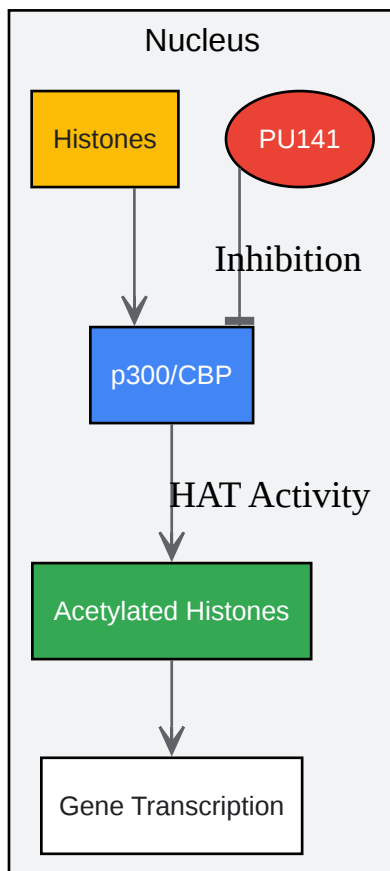 Nucleus
Histones
PU141
Inhibition
p300/CBP
HAT Activity
Acetylated Histones
Gene Transcription